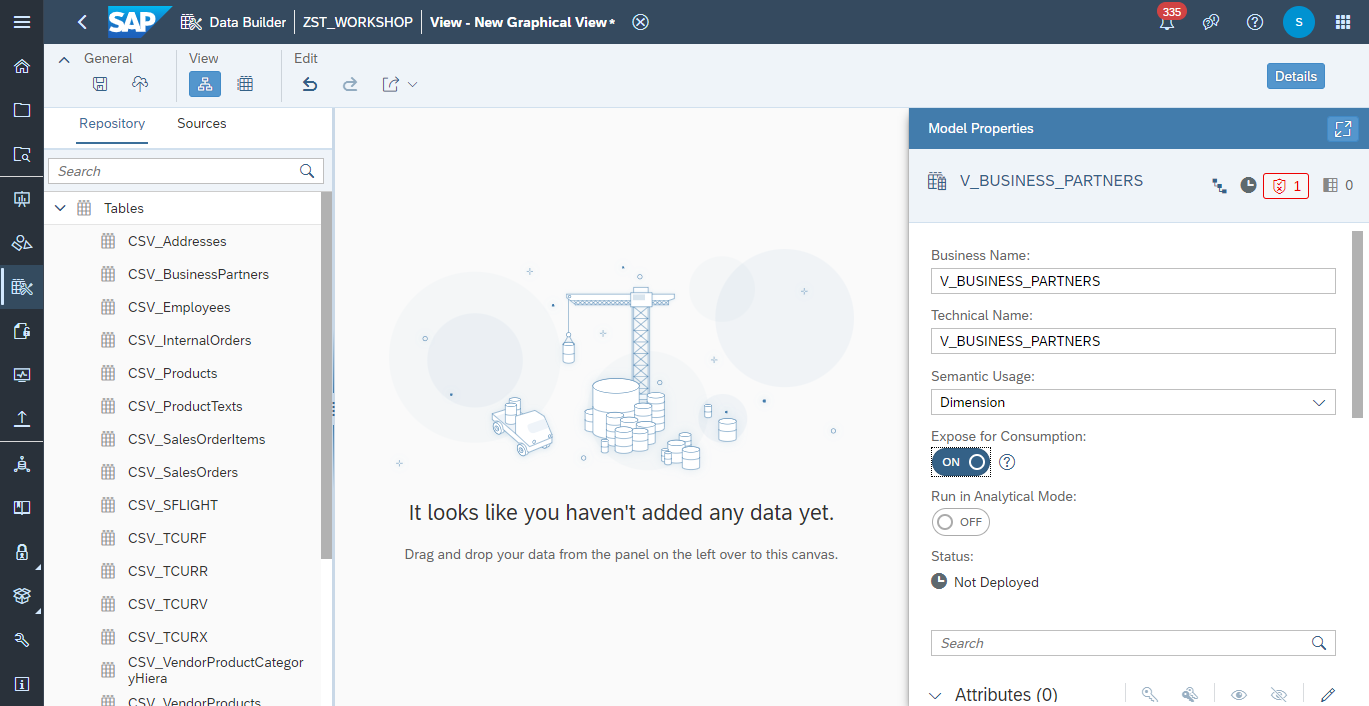 SAP
Data Builder
ZST_WORKSHOP
View - New Graphical View*
335
S
General
View
Edit
Details
Repository
Sources
Search
Tables
CSV_Addresses
CSV_BusinessPartners
CSV_Employees
CSV_InternalOrders
CSV_Products
CSV_ProductTexts
CSV_SalesOrderItems
CSV_SalesOrders
CSV_SFLIGHT
CSV_TCURF
CSV_TCURR
CSV_TCURV
CSV_TCURX
CSV_VendorProductCategor
yHiera
CSV_VendorProducts
It looks like you haven't added any data yet.
Drag and drop your data from the panel on the left over to this canvas.
Model Properties
V_BUSINESS_PARTNERS
1
0
Business Name:
V_BUSINESS_PARTNERS
Technical Name:
V_BUSINESS_PARTNERS
Semantic Usage:
Dimension
Expose for Consumption:
ON
Run in Analytical Mode:
OFF
Status:
Not Deployed
Search
Attributes (0)